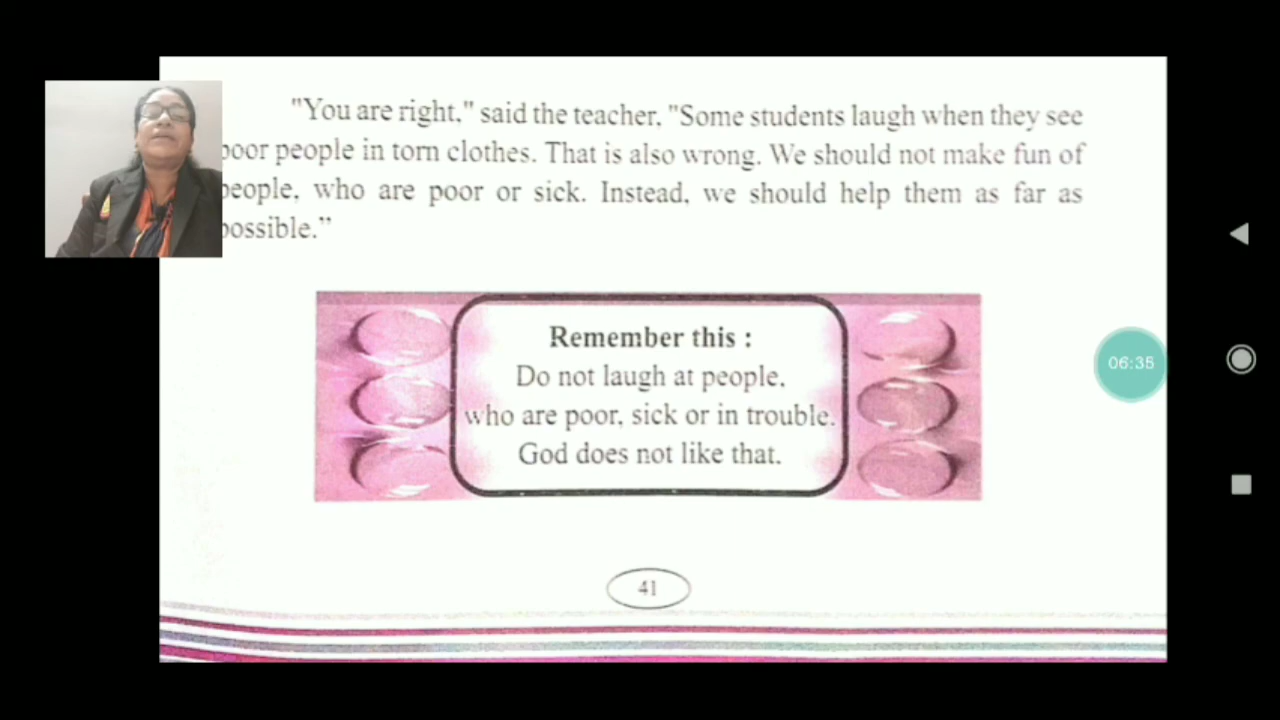 "You are right," said the teacher, "Some students laugh when they see
poor people in torn clothes. That is also wrong. We should not make fun of
people, who are poor or sick. Instead, we should help them as far as
possible.”
Remember this :
Do not laugh at people,
who are poor, sick or in trouble.
God does not like that.
41
06:35